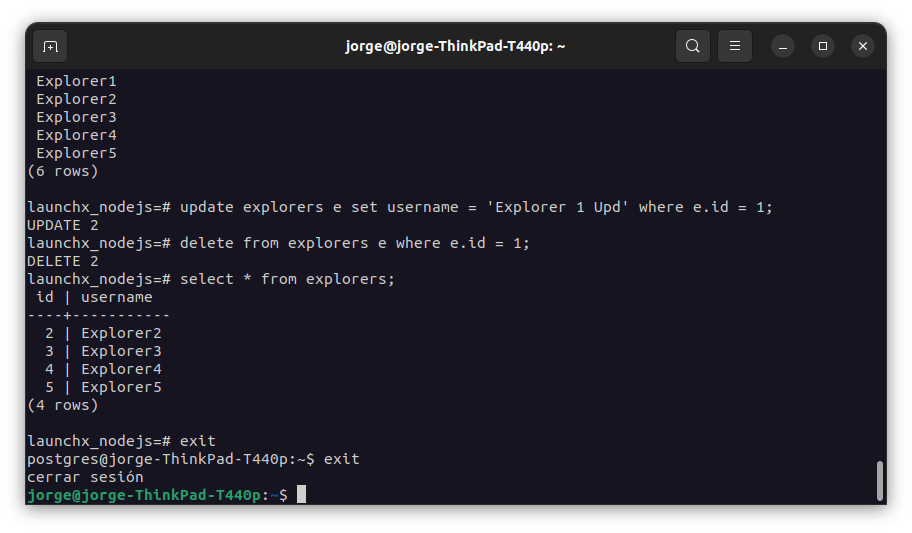 jorge@jorge-ThinkPad-T440p: ~
 Explorer1
 Explorer2
 Explorer3
 Explorer4
 Explorer5
(6 rows)

launchx_nodejs=# update explorers e set username = 'Explorer 1 Upd' where e.id = 1;
UPDATE 2
launchx_nodejs=# delete from explorers e where e.id = 1;
DELETE 2
launchx_nodejs=# select * from explorers;
 id | username
----+-----------
  2 | Explorer2
  3 | Explorer3
  4 | Explorer4
  5 | Explorer5
(4 rows)

launchx_nodejs=# exit
postgres@jorge-ThinkPad-T440p:~$ exit
cerrar sesión
jorge@jorge-ThinkPad-T440p:~$